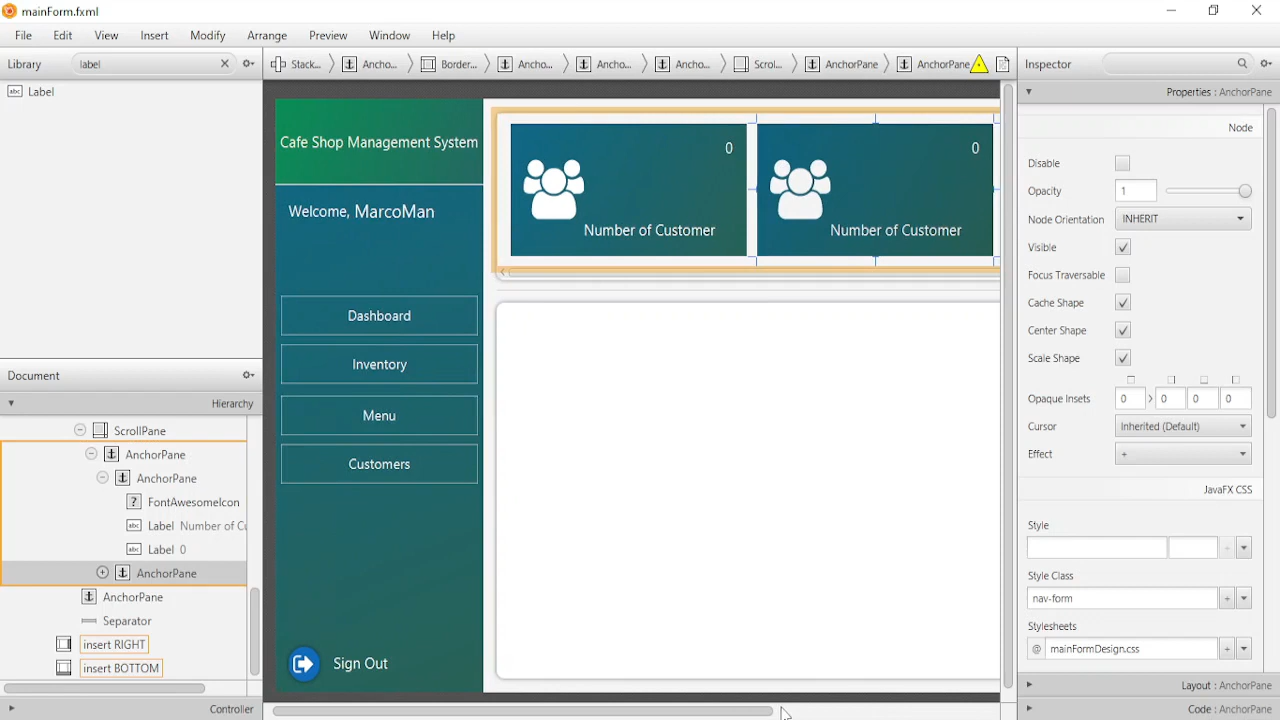 mainForm.fxml
File Edit View Insert Modify Arrange Preview Window Help
Library label
Stack... Ancho... Border... Ancho... Ancho... Ancho... Scrol... AnchorPane AnchorPane
Inspector
abc Label
Properties : AnchorPane
Node
Disable
Opacity 1
Node Orientation INHERIT
Visible
Focus Traversable
Cache Shape
Center Shape
Scale Shape
Opaque Insets 0 0 0 0
Cursor Inherited (Default)
Effect +
JavaFX CSS
Style
Style Class
nav-form
Stylesheets
@ mainFormDesign.css
Layout : AnchorPane
Code : AnchorPane
Cafe Shop Management System
Welcome, MarcoMan
Dashboard
Inventory
Menu
Customers
Sign Out
0
Number of Customer
0
Number of Customer
Document
Hierarchy
ScrollPane
AnchorPane
AnchorPane
? FontAwesomeIcon
abc Label Number of Cu
abc Label 0
AnchorPane
AnchorPane
Separator
insert RIGHT
insert BOTTOM
Controller